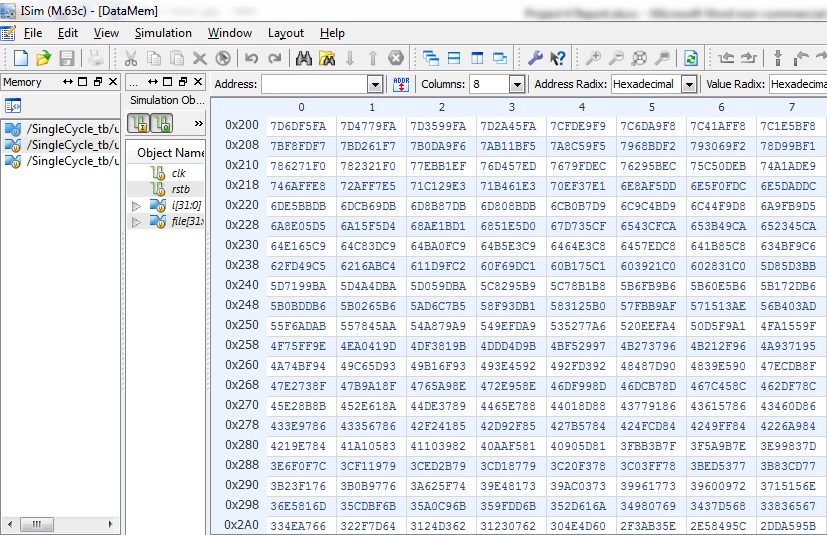 ISim (M.63c) - [DataMem]
File Edit View Simulation Window Layout Help
Memory
Simulation Ob...
Address: Columns: 8 Address Radix: Hexadecimal Value Radix: Hexadecima
/SingleCycle_tb/u
/SingleCycle_tb/u
/SingleCycle_tb/u
Object Name
clk
rstb
i[31:0]
file[31:
0 1 2 3 4 5 6 7
0x200 7D6DF5FA 7D4779FA 7D3599FA 7D2A45FA 7CFDE9F9 7C6DA9F8 7C41AFF8 7C1E5BF8
0x208 7BF8FDF7 7BD261F7 7B0DA9F6 7AB11BF5 7A8C59F5 7968BDF2 793069F2 78D99BF1
0x210 786271F0 782321F0 77EBB1EF 76D457ED 7679FDEC 76295BEC 75C50DEB 74A1ADE9
0x218 746AFFE8 72AFF7E5 71C129E3 71B461E3 70EF37E1 6E8AF5DD 6E5F0FDC 6E5DADDC
0x220 6DE5BBDB 6DCB69DB 6D8B87DB 6D808BDB 6CB0B7D9 6C9C4BD9 6C44F9D8 6A9FB9D5
0x228 6A8E05D5 6A15F5D4 68AE1BD1 6851E5D0 67D735CF 6543CFCA 653B49CA 652345CA
0x230 64E165C9 64C83DC9 64BA0FC9 64B5E3C9 6464E3C8 6457EDC8 641B85C8 634BF9C6
0x238 62FD49C5 6216ABC4 611D9FC2 60F69DC1 60B175C1 603921C0 602831C0 5D85D3BB
0x240 5D7199BA 5D4A4DBA 5D059DBA 5C8295B9 5C78B1B8 5B6FB9B6 5B60E5B6 5B172DB6
0x248 5B0BDDB6 5B0265B6 5AD6C7B5 58F93DB1 583125B0 57FBB9AF 571513AE 56B403AD
0x250 55F6ADAB 557845AA 54A879A9 549EFDA9 535277A6 520EEFA4 50D5F9A1 4FA1559F
0x258 4F75FF9E 4EA0419D 4DF3819B 4DDD4D9B 4BF52997 4B273796 4B212F96 4A937195
0x260 4A74BF94 49C65D93 49B16F93 493E4592 492FD392 48487D90 4839E590 47ECDB8F
0x268 47E2738F 47B9A18F 4765A98E 472E958E 46DF998D 46DCB78D 467C458C 462DF78C
0x270 45E28B8B 452E618A 44DE3789 4465E788 44018D88 43779186 43615786 43460D86
0x278 433E9786 43356786 42F24185 42D92F85 427B5784 424FCD84 4249FF84 4226A984
0x280 4219E784 41A10583 41103982 40AAF581 40905D81 3FBB3B7F 3F5A9B7E 3E99837D
0x288 3E6F0F7C 3CF11979 3CED2B79 3CD18779 3C20F378 3C03FF78 3BED5377 3B83CD77
0x290 3B23F176 3B0B9776 3A625F74 39E48173 39AC0373 39961773 39600972 3715156E
0x298 36E5816D 35CDBF6B 35A0C96B 359FDD6B 352D616A 34980769 3437D568 33836567
0x2A0 334EA766 322F7D64 3124D362 31230762 304E4D60 2F3AB35E 2E58495C 2DDA595B